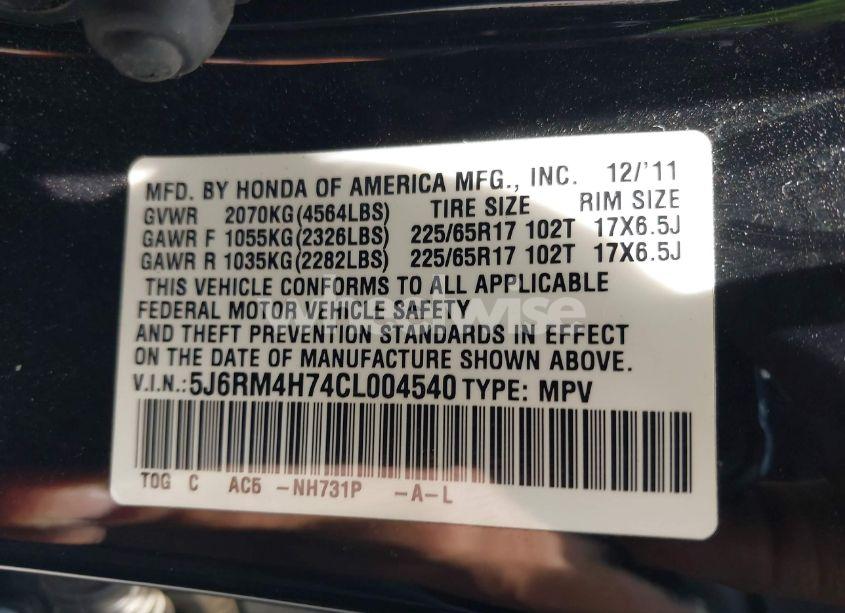 MFD. BY HONDA OF AMERICA MFG., INC. 12/'11
GVWR 2070KG(4564LBS) TIRE SIZE RIM SIZE
GAWR F 1055KG(2326LBS) 225/65R17 102T 17X6.5J
GAWR R 1035KG(2282LBS) 225/65R17 102T 17X6.5J
THIS VEHICLE CONFORMS TO ALL APPLICABLE
FEDERAL MOTOR VEHICLE SAFETY
AND THEFT PREVENTION STANDARDS IN EFFECT
ON THE DATE OF MANUFACTURE SHOWN ABOVE.
V.I.N.: 5J6RM4H74CL004540 TYPE: MPV
TOG C AC5 -NH731P -A-L